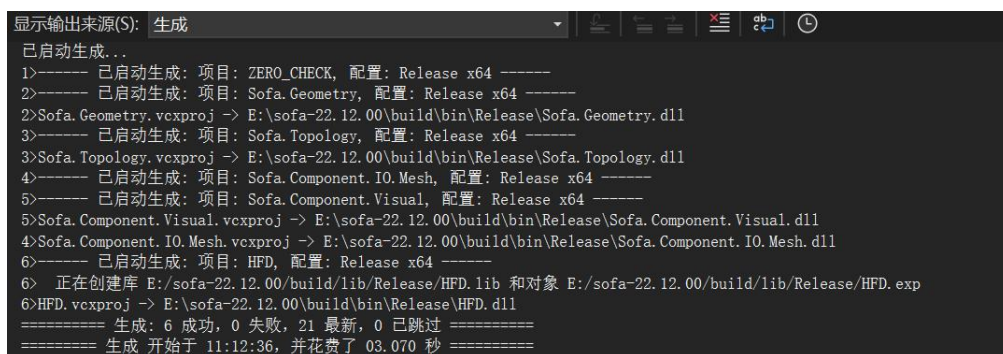 显示输出来源(S): 生成
已启动生成...
1>------ 已启动生成: 项目: ZERO_CHECK, 配置: Release x64 ------
2>------ 已启动生成: 项目: Sofa.Geometry, 配置: Release x64 ------
2>Sofa.Geometry.vcxproj -> E:\sofa-22.12.00\build\bin\Release\Sofa.Geometry.dll
3>------ 已启动生成: 项目: Sofa.Topology, 配置: Release x64 ------
3>Sofa.Topology.vcxproj -> E:\sofa-22.12.00\build\bin\Release\Sofa.Topology.dll
4>------ 已启动生成: 项目: Sofa.Component.IO.Mesh, 配置: Release x64 ------
5>------ 已启动生成: 项目: Sofa.Component.Visual, 配置: Release x64 ------
5>Sofa.Component.Visual.vcxproj -> E:\sofa-22.12.00\build\bin\Release\Sofa.Component.Visual.dll
4>Sofa.Component.IO.Mesh.vcxproj -> E:\sofa-22.12.00\build\bin\Release\Sofa.Component.IO.Mesh.dll
6>------ 已启动生成: 项目: HFD, 配置: Release x64 ------
6>  正在创建库 E:/sofa-22.12.00/build/lib/Release/HFD.lib 和对象 E:/sofa-22.12.00/build/lib/Release/HFD.exp
6>HFD.vcxproj -> E:\sofa-22.12.00\build\bin\Release\HFD.dll
========== 生成: 6 成功，0 失败，21 最新，0 已跳过 ==========
========= 生成 开始于 11:12:36，并花费了 03.070 秒 ==========